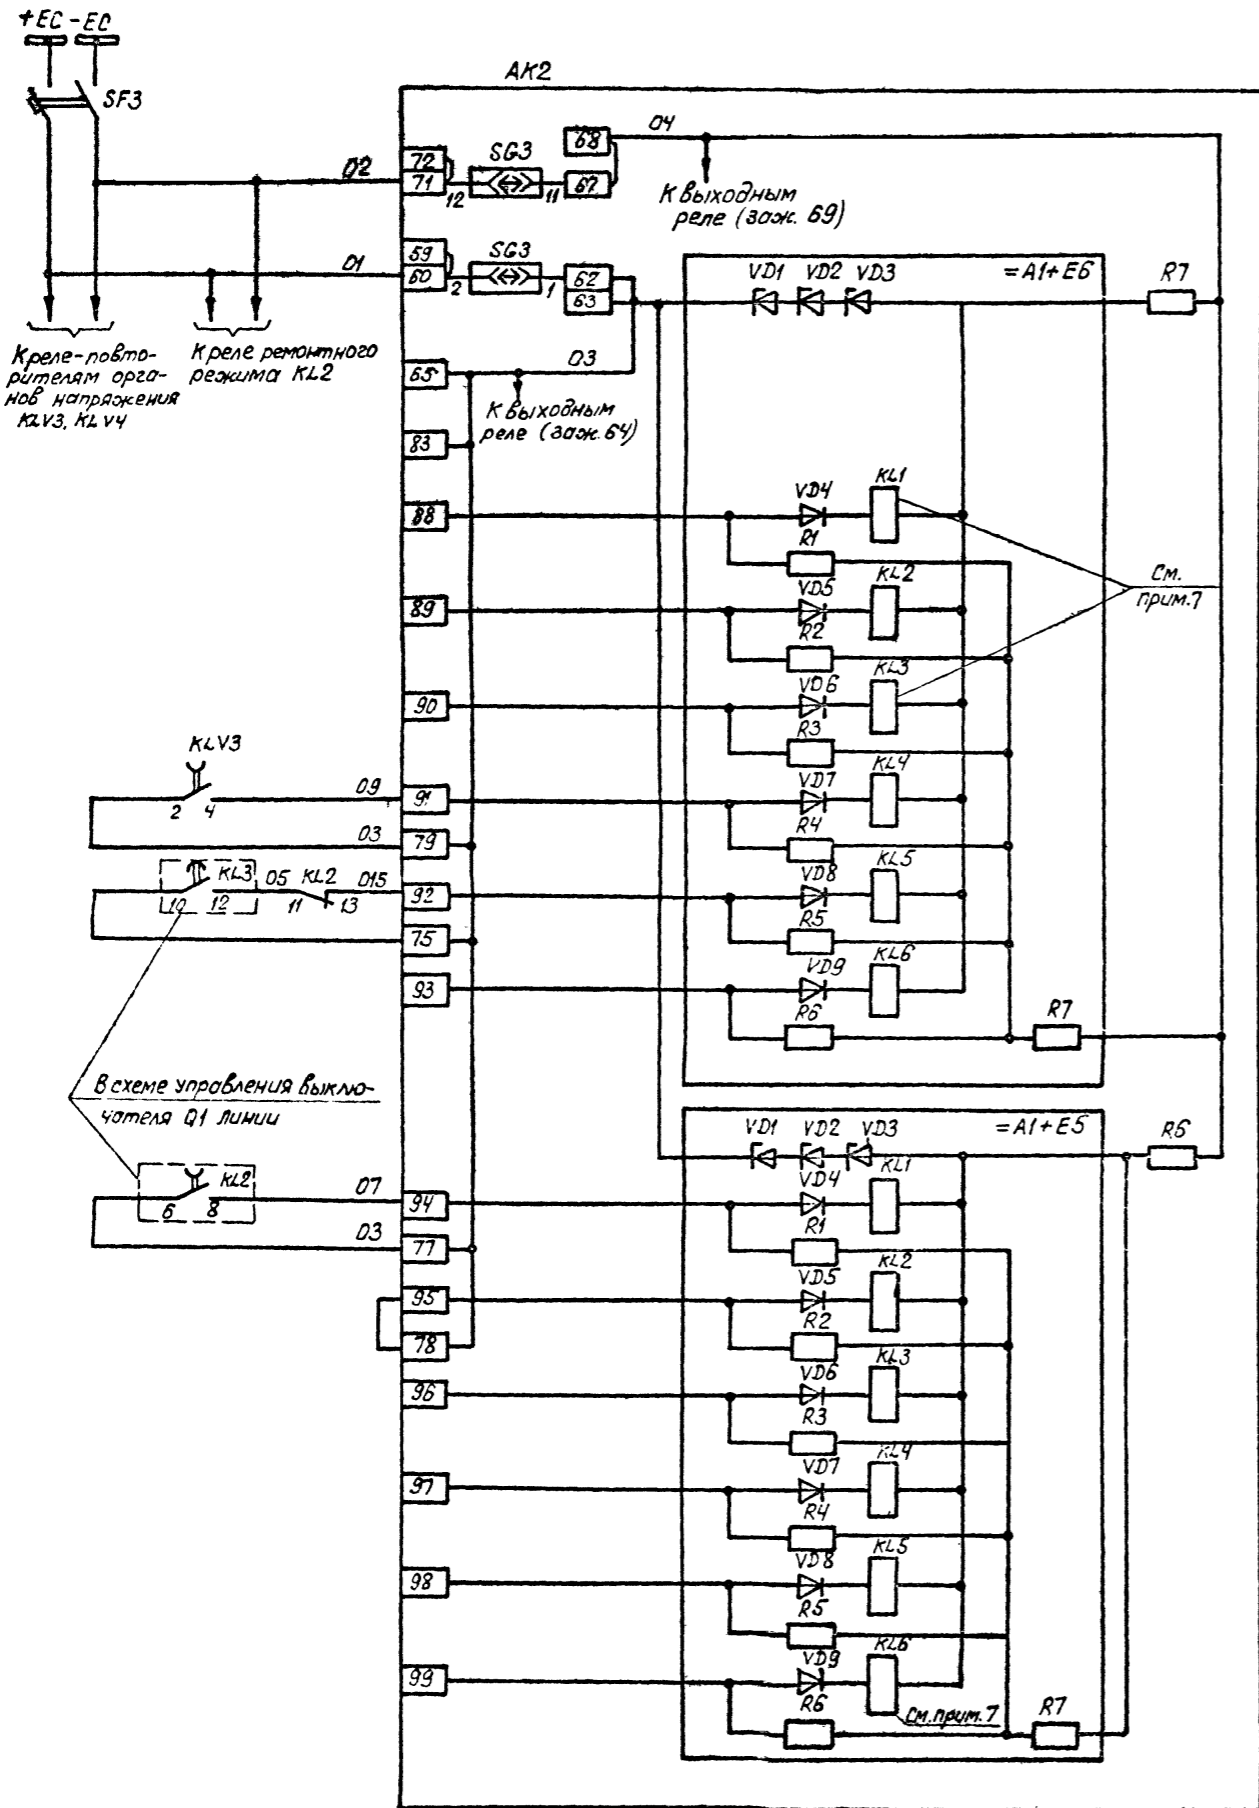 +EC -EC
SF3
AK2
72
71
02
12
SG3
11
68
67
04
К выходным
реле (заж. 69)
59
60
01
2
SG3
1
62
63
VD1 VD2 VD3
=A1+E6
R7
К реле-повто-
рителям орга-
нов напряжения
KLV3, KLV4
К реле ремонтного
режима KL2
65
03
К выходным
реле (заж. 64)
83
88
VD4
KL1
R1
89
VD5
KL2
R2
См.
прим. 7
90
VD6
KL3
R3
KLV3
2 4
09
91
VD7
KL4
R4
03
79
KL3
10 12
05
KL2
11 13
015
92
VD8
KL5
R5
75
93
VD9
KL6
R6
R7
В схеме управления выклю-
чателя Q1 линии
VD1 VD2 VD3
=A1+E5
R6
KL2
6 8
07
94
VD4
KL1
R1
03
77
95
VD5
KL2
R2
78
96
VD6
KL3
R3
97
VD7
KL4
R4
98
VD8
KL5
R5
99
VD9
KL6
R6
См. прим. 7
R7